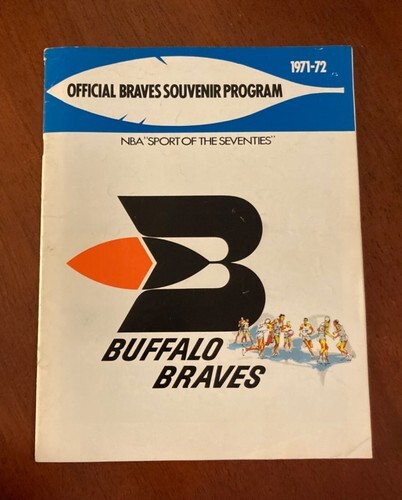 1971-72
OFFICIAL BRAVES SOUVENIR PROGRAM
NBA "SPORT OF THE SEVENTIES"
B
BUFFALO
BRAVES